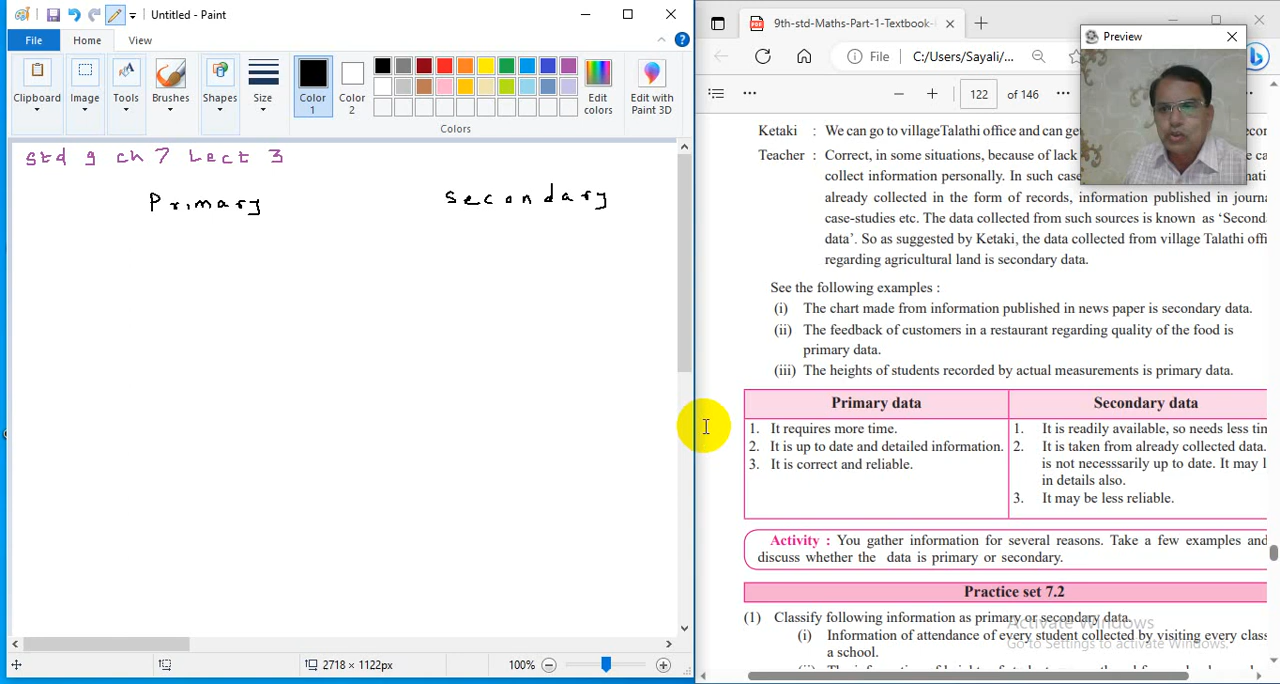 Untitled - Paint
File
Home
View
Clipboard
Image
Tools
Brushes
Shapes
Size
Color 1
Color 2
Edit colors
Edit with Paint 3D
Colors
Std 9 ch 7 Lect 3
Primary
secondary
2718 × 1122px
100%
9th-std-Maths-Part-1-Textbook-
File
C:/Users/Sayali/...
Preview
122
of 146
Ketaki : We can go to villageTalathi office and can
Teacher : Correct, in some situations, because of lack
collect information personally. In such
already collected in the form of records, information published in
case-studies etc. The data collected from such sources is known as
data’. So as suggested by Ketaki, the data collected from village Talathi
regarding agricultural land is secondary data.
See the following examples :
(i) The chart made from information published in news paper is secondary data.
(ii) The feedback of customers in a restaurant regarding quality of the food is
primary data.
(iii) The heights of students recorded by actual measurements is primary data.
Primary data
Secondary data
1. It requires more time.
2. It is up to date and detailed information.
3. It is correct and reliable.
1. It is readily available, so needs less
2. It is taken from already collected data.
is not necesssarily up to date. It may
in details also.
3. It may be less reliable.
Activity : You gather information for several reasons. Take a few examples and
discuss whether the data is primary or secondary.
Practice set 7.2
(1) Classify following information as primary or secondary data.
(i) Information of attendance of every student collected by visiting every
a school.
Activate Windows
Go to Settings to activate Windows.